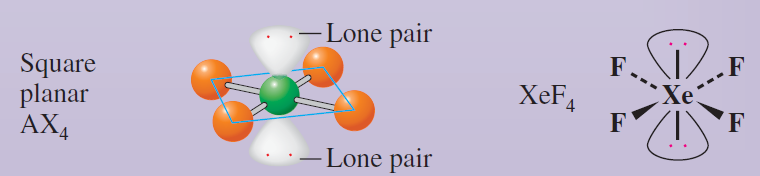 Square
planar
AX₄
Lone pair
Lone pair
XeF₄
F F
Xe
F F